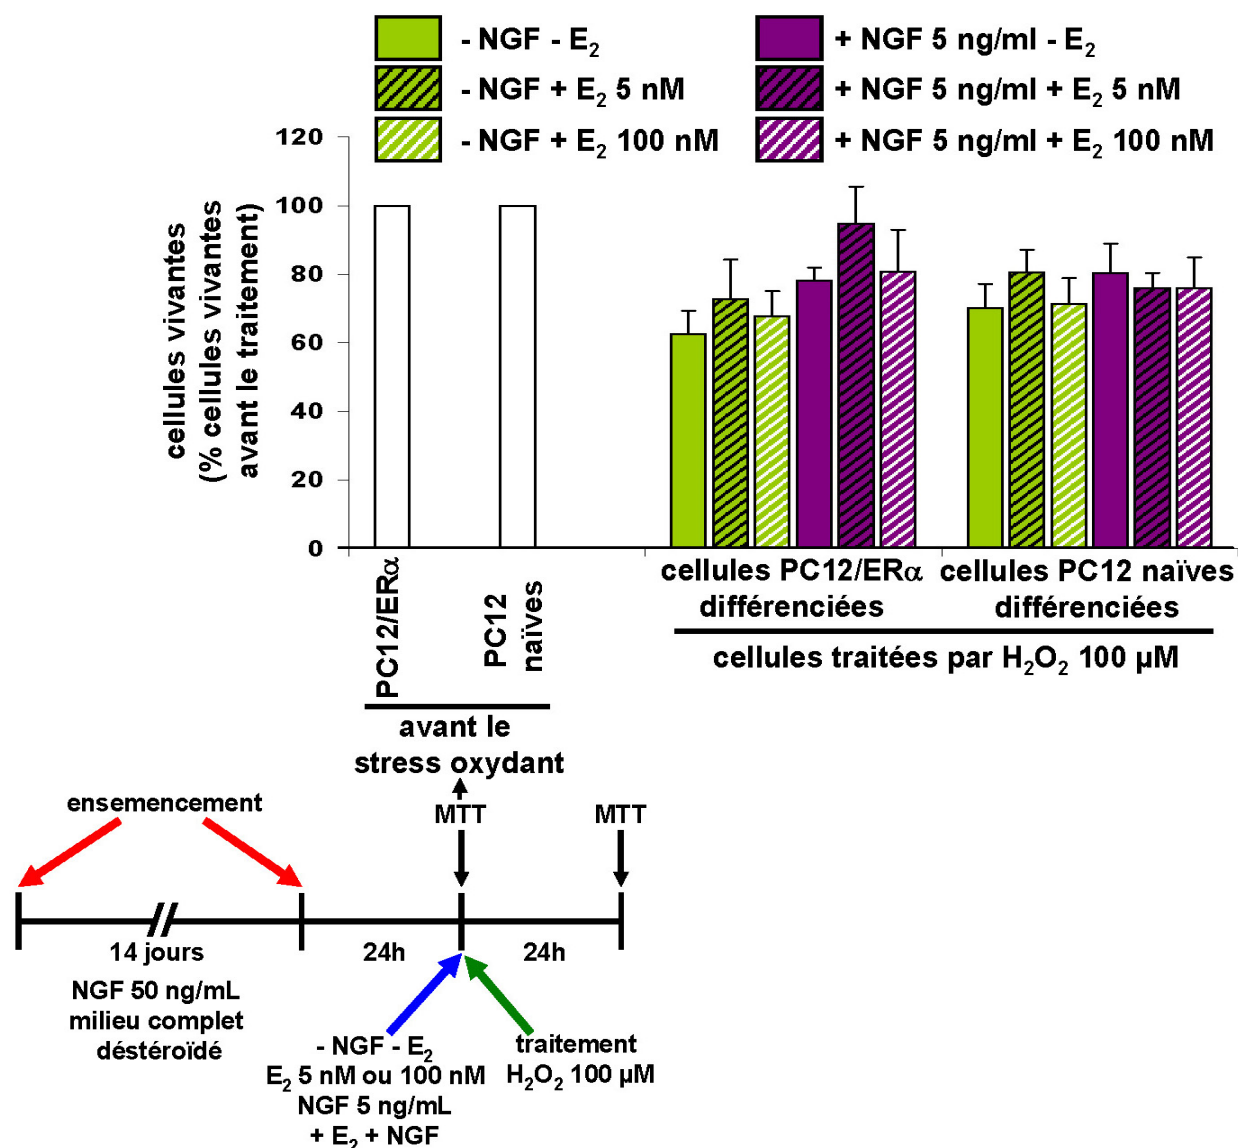 - NGF - E₂
- NGF + E₂ 5 nM
- NGF + E₂ 100 nM
+ NGF 5 ng/ml - E₂
+ NGF 5 ng/ml + E₂ 5 nM
+ NGF 5 ng/ml + E₂ 100 nM
cellules vivantes
(% cellules vivantes
avant le traitement)
120
100
80
60
40
20
0
PC12/ERα
PC12
naïves
avant le
stress oxydant
cellules PC12/ERα
différenciées
cellules PC12 naïves
différenciées
cellules traitées par H₂O₂ 100 µM
ensemencement
MTT
MTT
14 jours
24h
24h
NGF 50 ng/mL
milieu complet
déstéroïdé
- NGF - E₂
E₂ 5 nM ou 100 nM
NGF 5 ng/mL
+ E₂ + NGF
traitement
H₂O₂ 100 µM